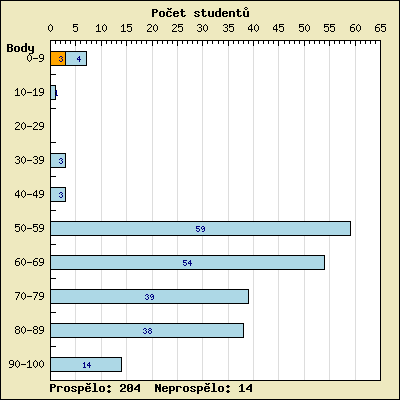 Počet studentů
0 5 10 15 20 25 30 35 40 45 50 55 60 65
Body
0-9 3 4
10-19 1
20-29
30-39 3
40-49 3
50-59 59
60-69 54
70-79 39
80-89 38
90-100 14
Prospělo: 204 Neprospělo: 14